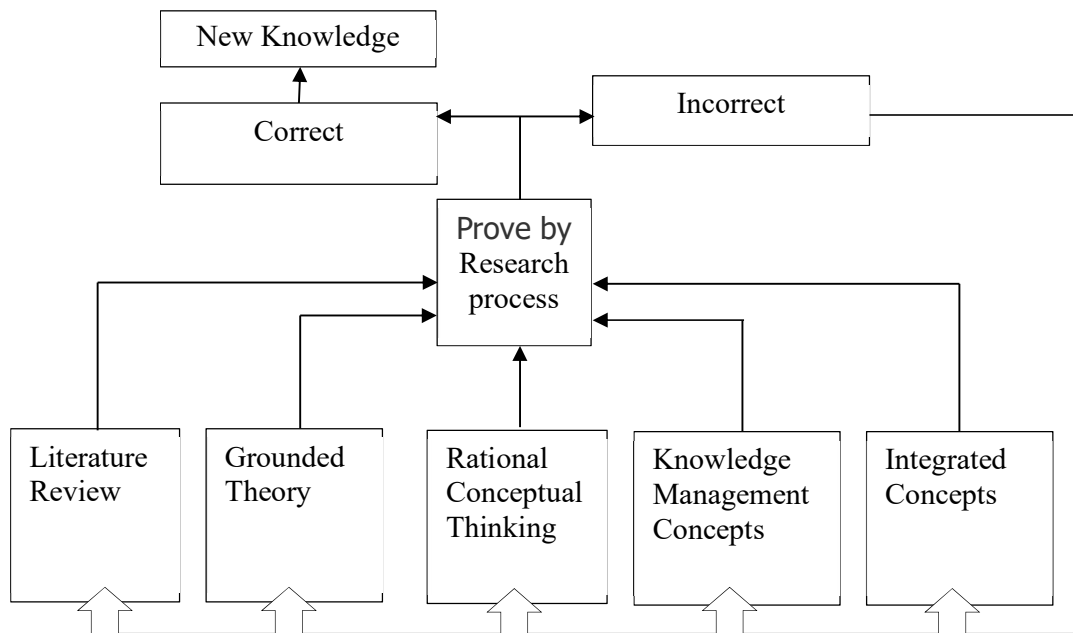 New Knowledge
Correct
Incorrect
Prove by
Research
process
Literature
Review
Grounded
Theory
Rational
Conceptual
Thinking
Knowledge
Management
Concepts
Integrated
Concepts